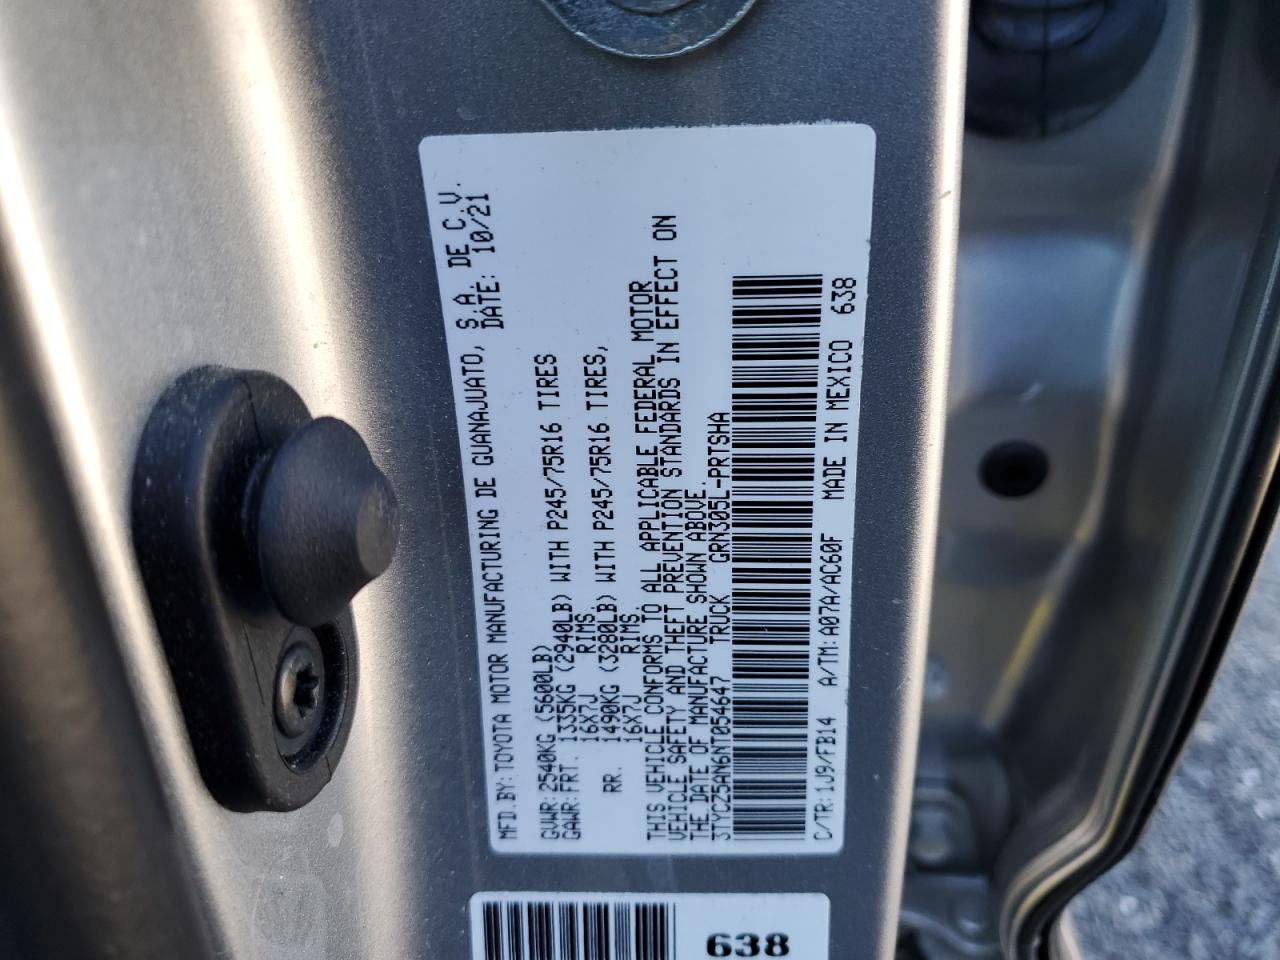 MFD.BY:TOYOTA MOTOR MANUFACTURING DE GUANAJUATO, S.A. DE C.V.
DATE: 10/21
GVWR:2540KG (5600LB)
GAWR:FRT. 1335KG (2940LB) WITH P245/75R16 TIRES
16X7J RIMS
RR. 1490KG (3280LB) WITH P245/75R16 TIRES,
16X7J RIMS.
THIS VEHICLE CONFORMS TO ALL APPLICABLE FEDERAL MOTOR
VEHICLE SAFETY AND THEFT PREVENTION STANDARDS IN EFFECT ON
THE DATE OF MANUFACTURE SHOWN ABOVE.
3TYCZ5AN6NT054647 TRUCK GRN305L-PRTSHA
C/TR:1J9/FB14 A/TM:A07A/AC60F MADE IN MEXICO 638
638